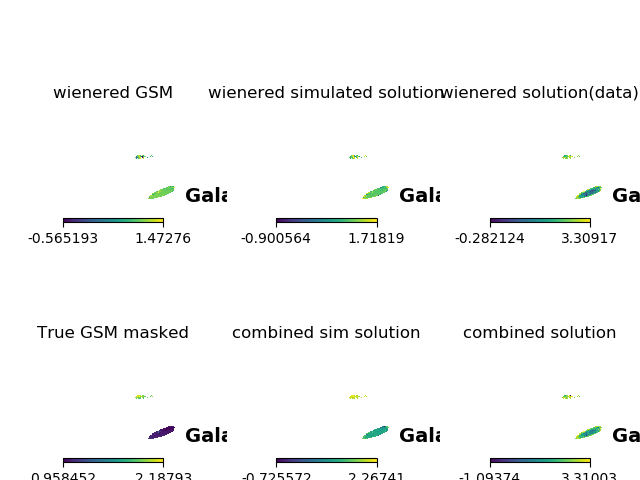 wienered GSM
wienered simulated solution
wienered solution(data)
Gala
Gala
Ga
-0.565193 1.47276
-0.900564 1.71819
-0.282124 3.30917
True GSM masked
combined sim solution
combined solution
Gala
Gala
Ga
0.958452 2.18793
-0.725572 2.26741
-1.09374 3.31003